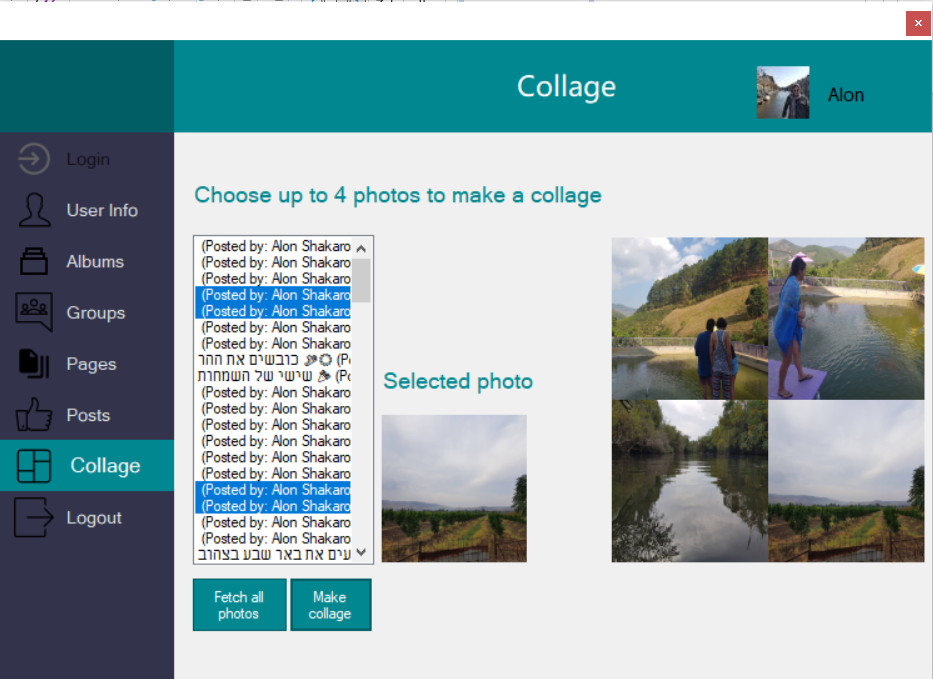 Collage
Alon
Login
User Info
Albums
Groups
Pages
Posts
Collage
Logout
Choose up to 4 photos to make a collage
(Posted by: Alon Shakaro
(Posted by: Alon Shakaro
(Posted by: Alon Shakaro
(Posted by: Alon Shakaro
(Posted by: Alon Shakaro
(Posted by: Alon Shakaro
(Posted by: Alon Shakaro
כובשים את ההר (P
שישי של השמחות (P
(Posted by: Alon Shakaro
(Posted by: Alon Shakaro
(Posted by: Alon Shakaro
(Posted by: Alon Shakaro
(Posted by: Alon Shakaro
(Posted by: Alon Shakaro
(Posted by: Alon Shakaro
(Posted by: Alon Shakaro
(Posted by: Alon Shakaro
(Posted by: Alon Shakaro
עים את באר שבע בצהוב
Selected photo
Fetch all
photos
Make
collage